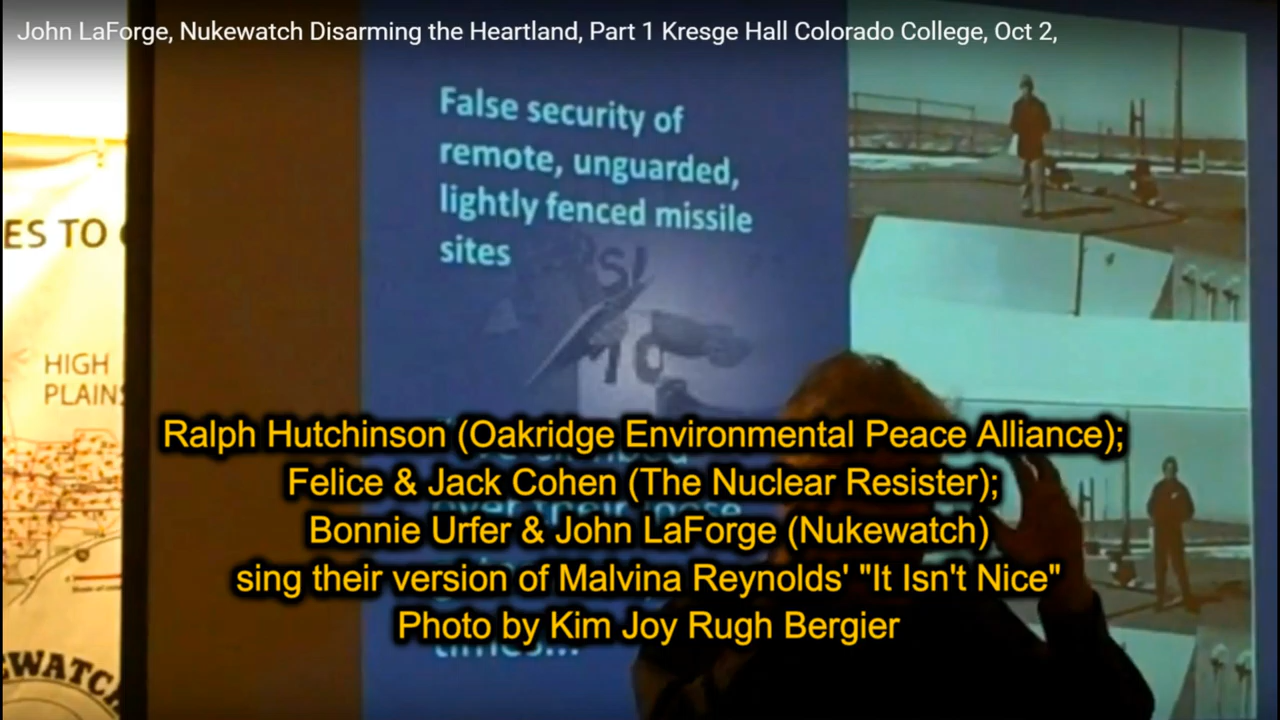 John LaForge, Nukewatch Disarming the Heartland, Part 1 Kresge Hall Colorado College, Oct 2,
False security of
remote, unguarded,
lightly fenced missile
sites
ES TO
HIGH
PLAINS
Ralph Hutchinson (Oakridge Environmental Peace Alliance);
Felice & Jack Cohen (The Nuclear Resister);
Bonnie Urfer & John LaForge (Nukewatch)
sing their version of Malvina Reynolds' "It Isn't Nice"
Photo by Kim Joy Rugh Bergier
times...
EWATC